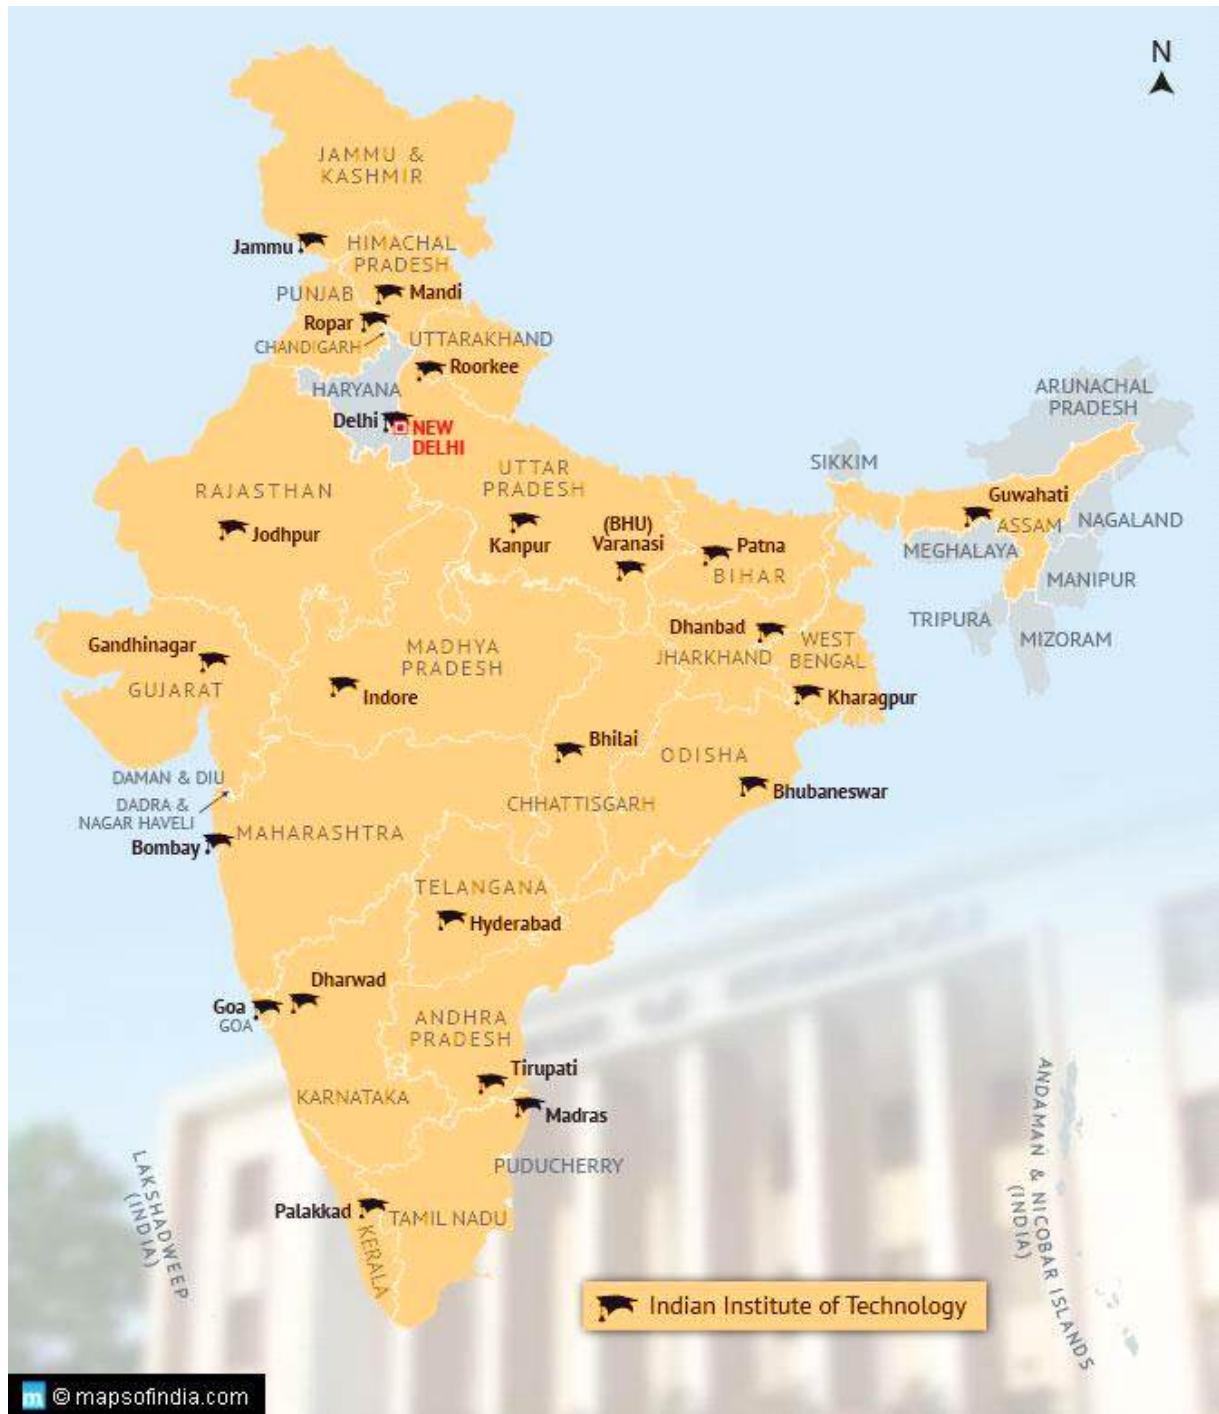 N
JAMMU &
KASHMIR
Jammu
HIMACHAL
PRADESH
PUNJAB
Mandi
Ropar
CHANDIGARH
UTTARAKHAND
Roorkee
HARYANA
Delhi
NEW
DELHI
ARUNACHAL
PRADESH
SIKKIM
UTTAR
PRADESH
RAJASTHAN
Jodhpur
Kanpur
(BHU)
Varanasi
Patna
BIHAR
Guwahati
ASSAM
NAGALAND
MEGHALAYA
MANIPUR
TRIPURA
MIZORAM
Gandhinagar
GUJARAT
MADHYA
PRADESH
Indore
Dhanbad
JHARKHAND
WEST
BENGAL
Kharagpur
Bhilai
ODISHA
Bhubaneswar
CHHATTISGARH
DAMAN & DIU
DADRA &
NAGAR HAVELI
Bombay
MAHARASHTRA
TELANGANA
Hyderabad
Dharwad
Goa
GOA
ANDHRA
PRADESH
Tirupati
KARNATAKA
Madras
PUDUCHERRY
Palakkad
TAMIL NADU
KERALA
LAKSHADWEEP
(INDIA)
ANDAMAN & NICOBAR ISLANDS
(INDIA)
Indian Institute of Technology
m © mapsofindia.com